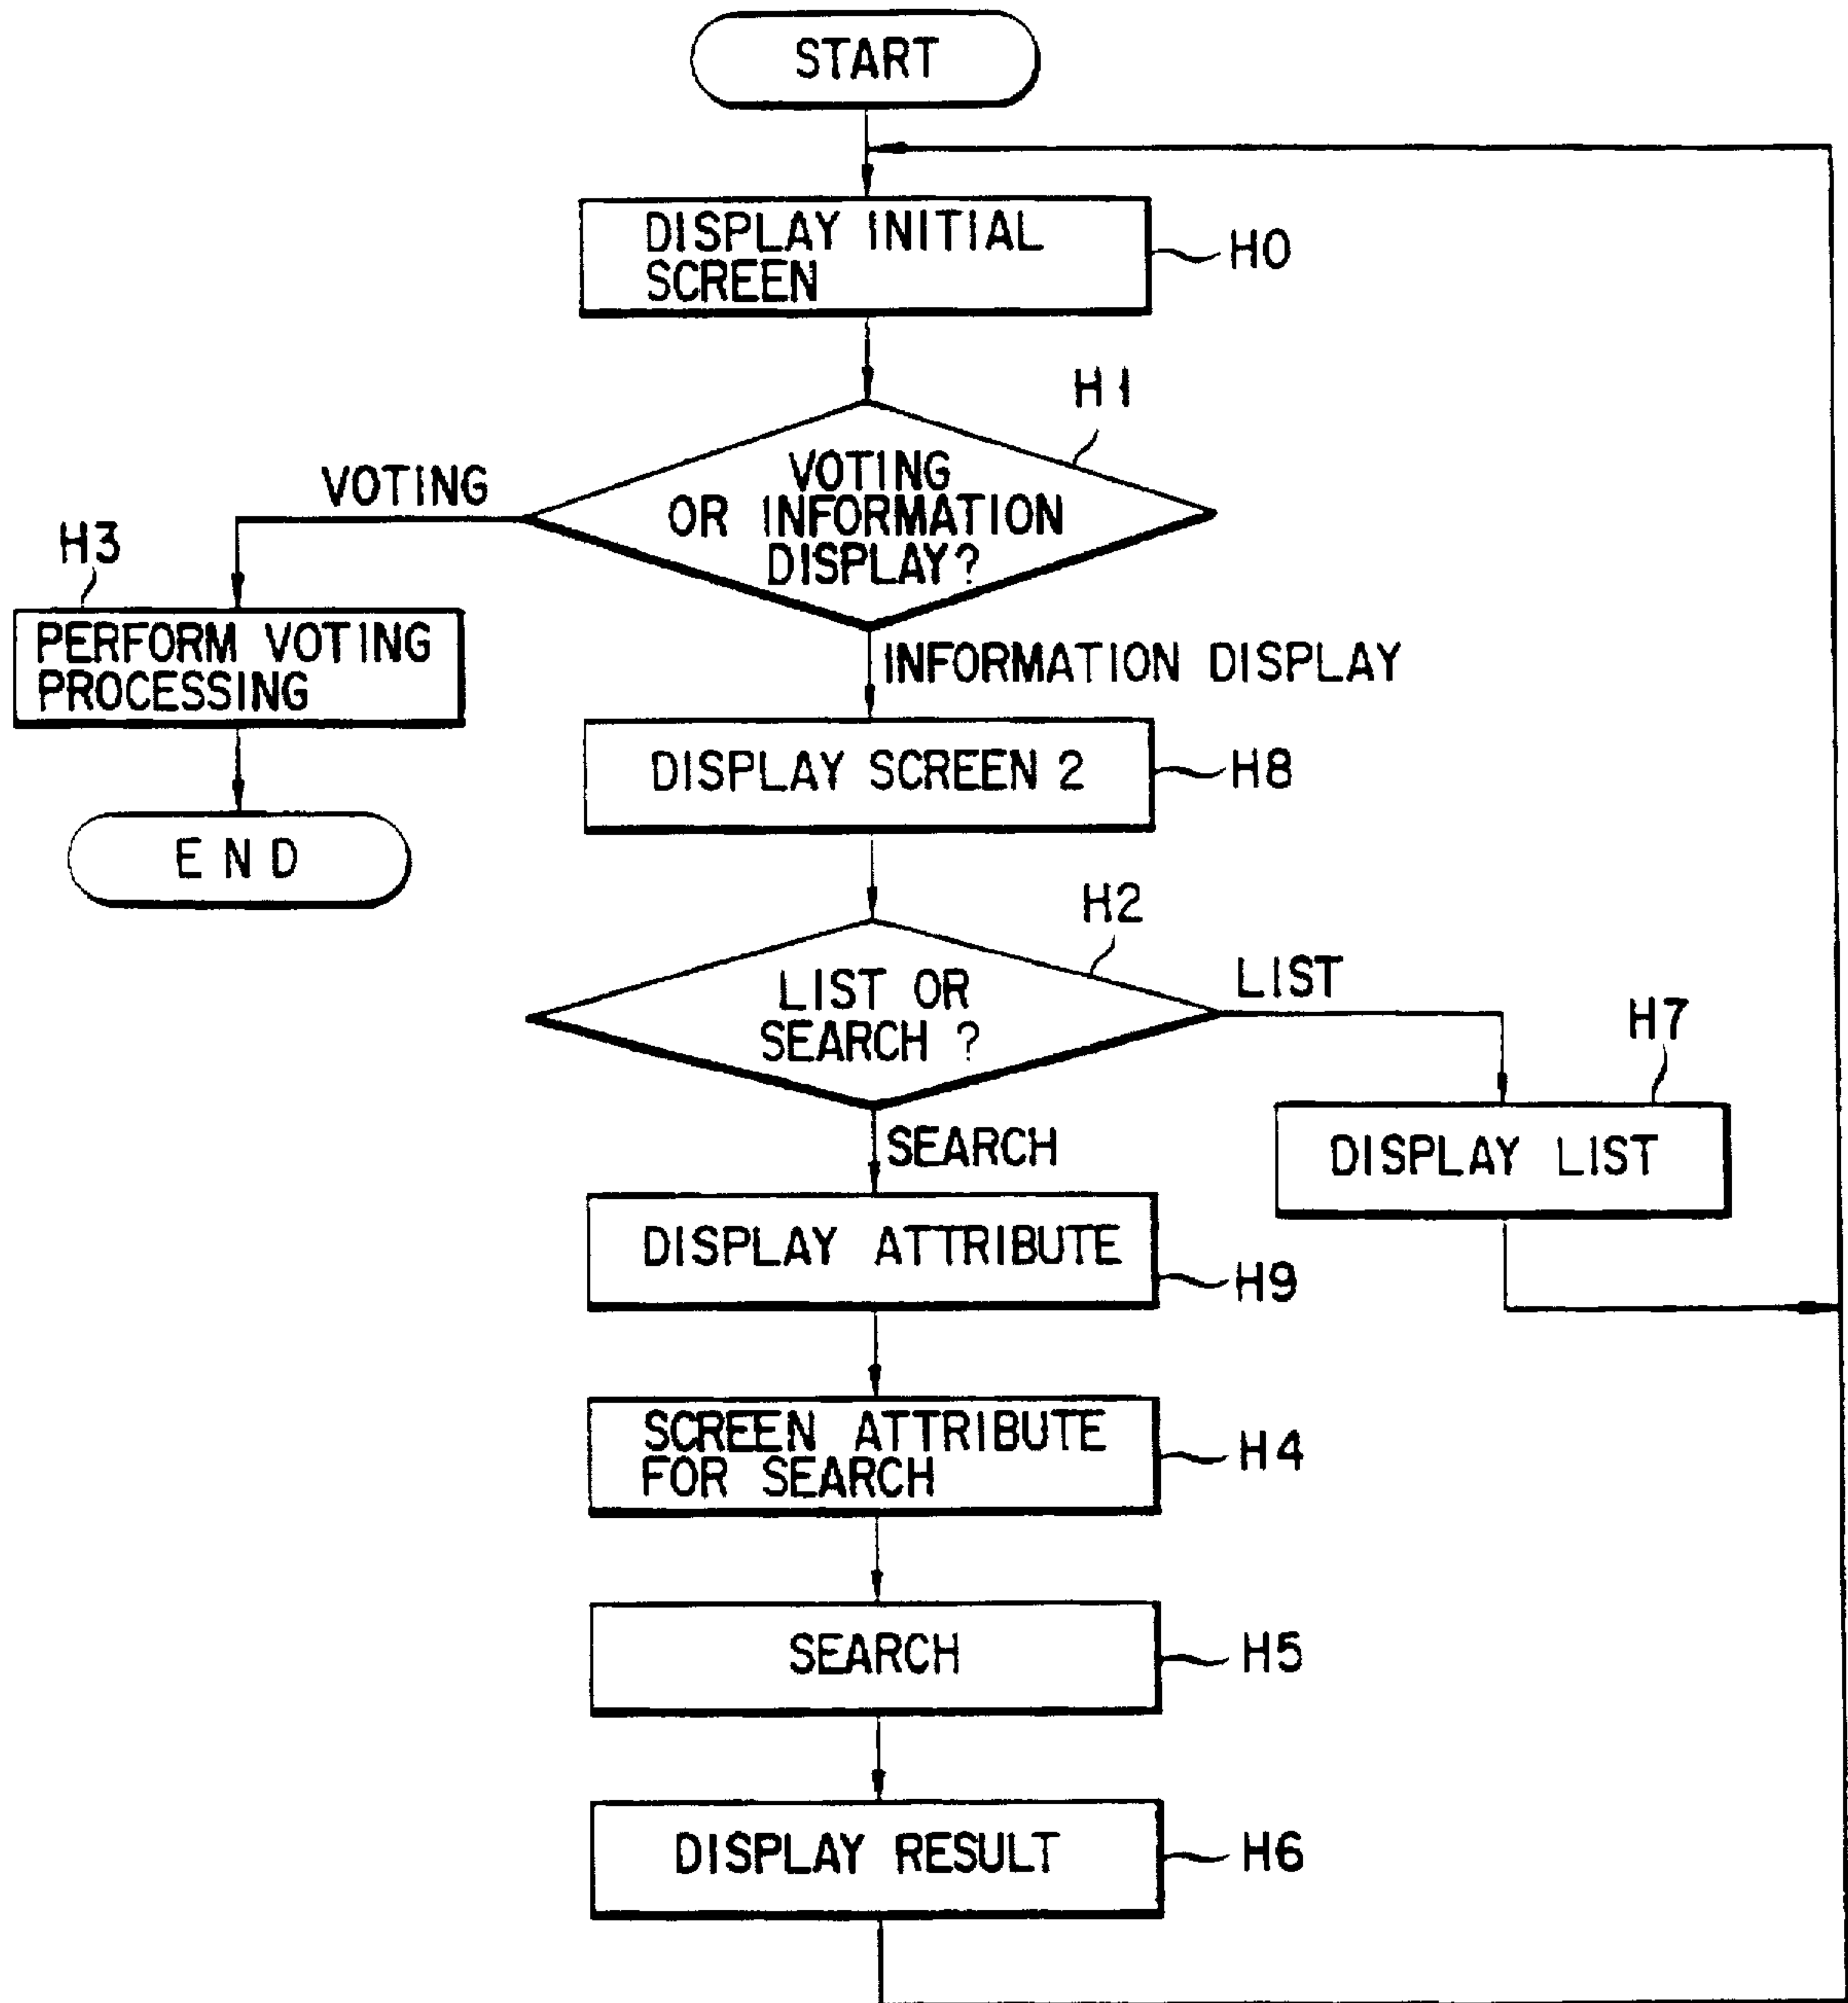 START
DISPLAY INITIAL
SCREEN
H0
H1
VOTING
OR INFORMATION
DISPLAY?
VOTING
H3
PERFORM VOTING
PROCESSING
END
INFORMATION DISPLAY
DISPLAY SCREEN 2
H8
H2
LIST OR
SEARCH ?
LIST
H7
DISPLAY LIST
SEARCH
DISPLAY ATTRIBUTE
H9
SCREEN ATTRIBUTE
FOR SEARCH
H4
SEARCH
H5
DISPLAY RESULT
H6